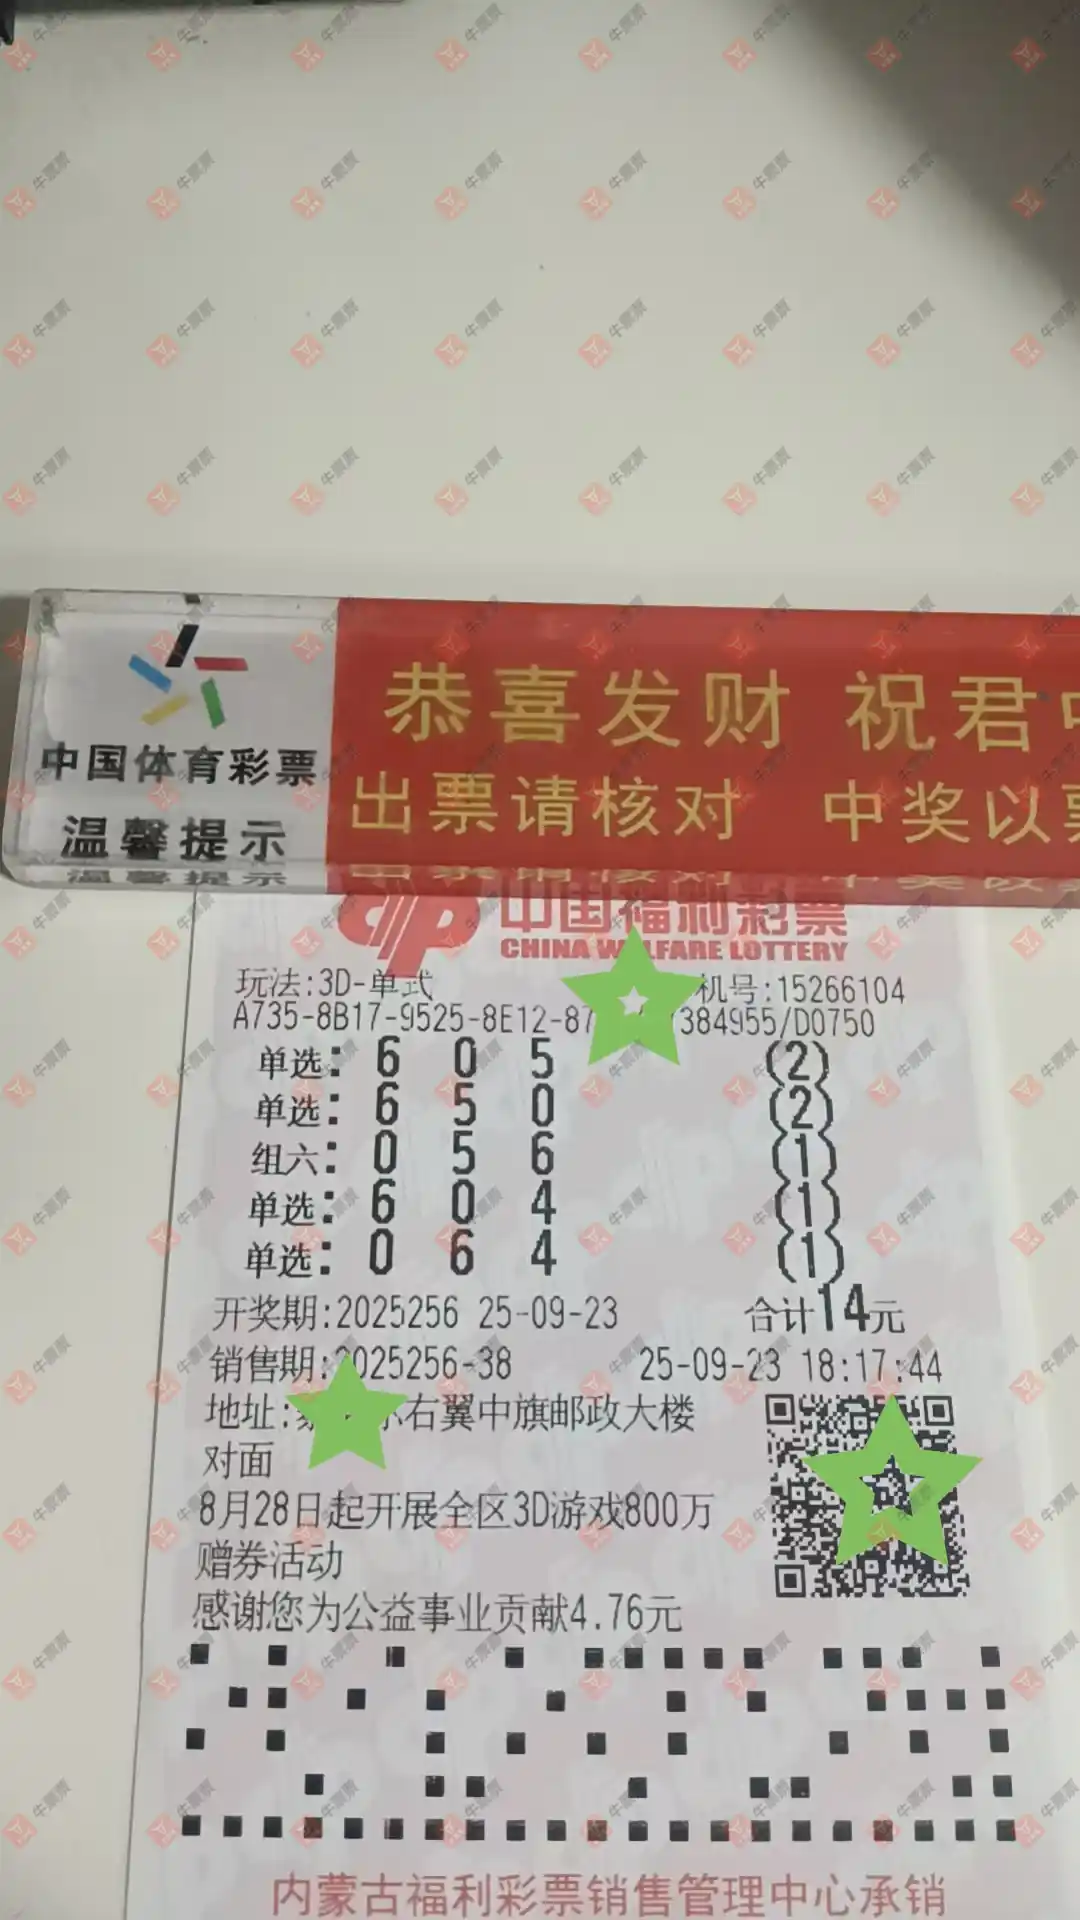 中国体育彩票
温馨提示
恭喜发财 祝君
出票请核对 中奖以票
中国福利彩票
CHINA WELFARE LOTTERY
玩法:3D-单式 机号:15266104
A735-8B17-9525-8E12-87 384955/D0750
单选: 6 0 5 (2)
单选: 6 5 0 (2)
组六: 0 5 6 (1)
单选: 6 0 4 (1)
单选: 0 6 4 (1)
开奖期:2025256 25-09-23 合计14元
销售期:2025256-38 25-09-23 18:17:44
地址: 右翼中旗邮政大楼
对面
8月28日起开展全区3D游戏800万
赠券活动
感谢您为公益事业贡献4.76元
内蒙古福利彩票销售管理中心承销
牛票票